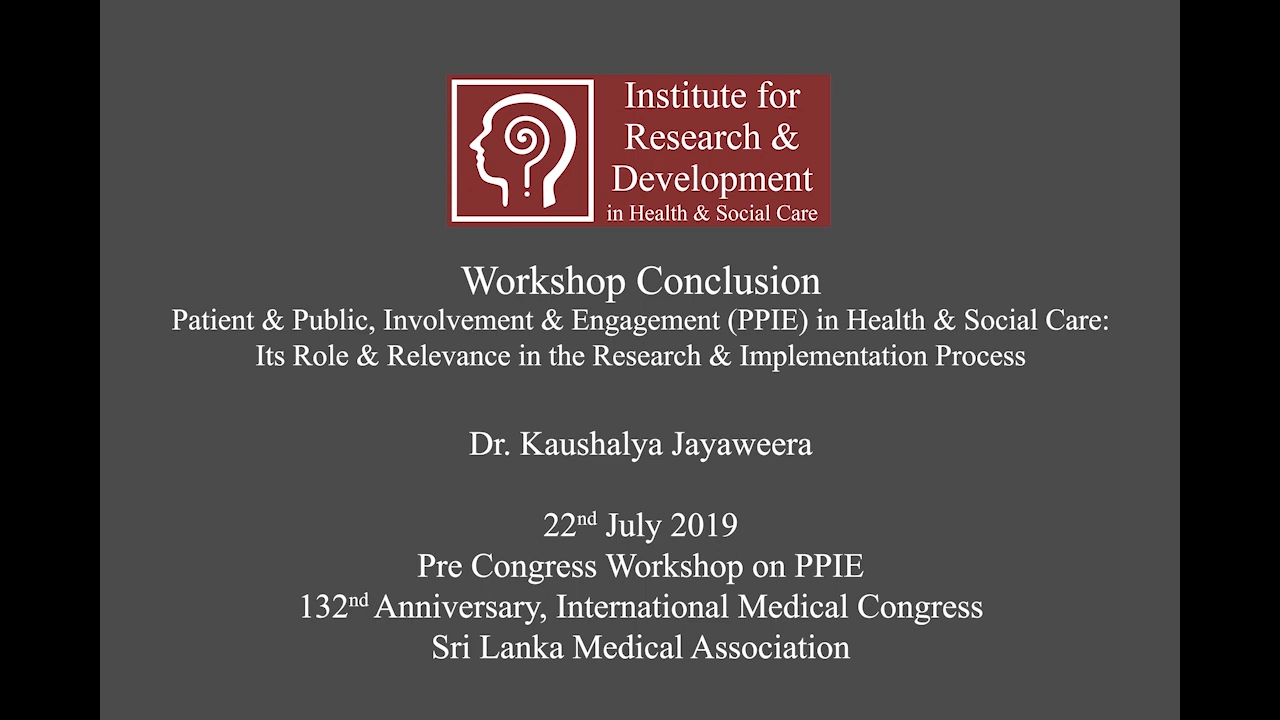 Institute for
Research &
Development
in Health & Social Care
Workshop Conclusion
Patient & Public, Involvement & Engagement (PPIE) in Health & Social Care:
Its Role & Relevance in the Research & Implementation Process
Dr. Kaushalya Jayaweera
22nd July 2019
Pre Congress Workshop on PPIE
132nd Anniversary, International Medical Congress
Sri Lanka Medical Association